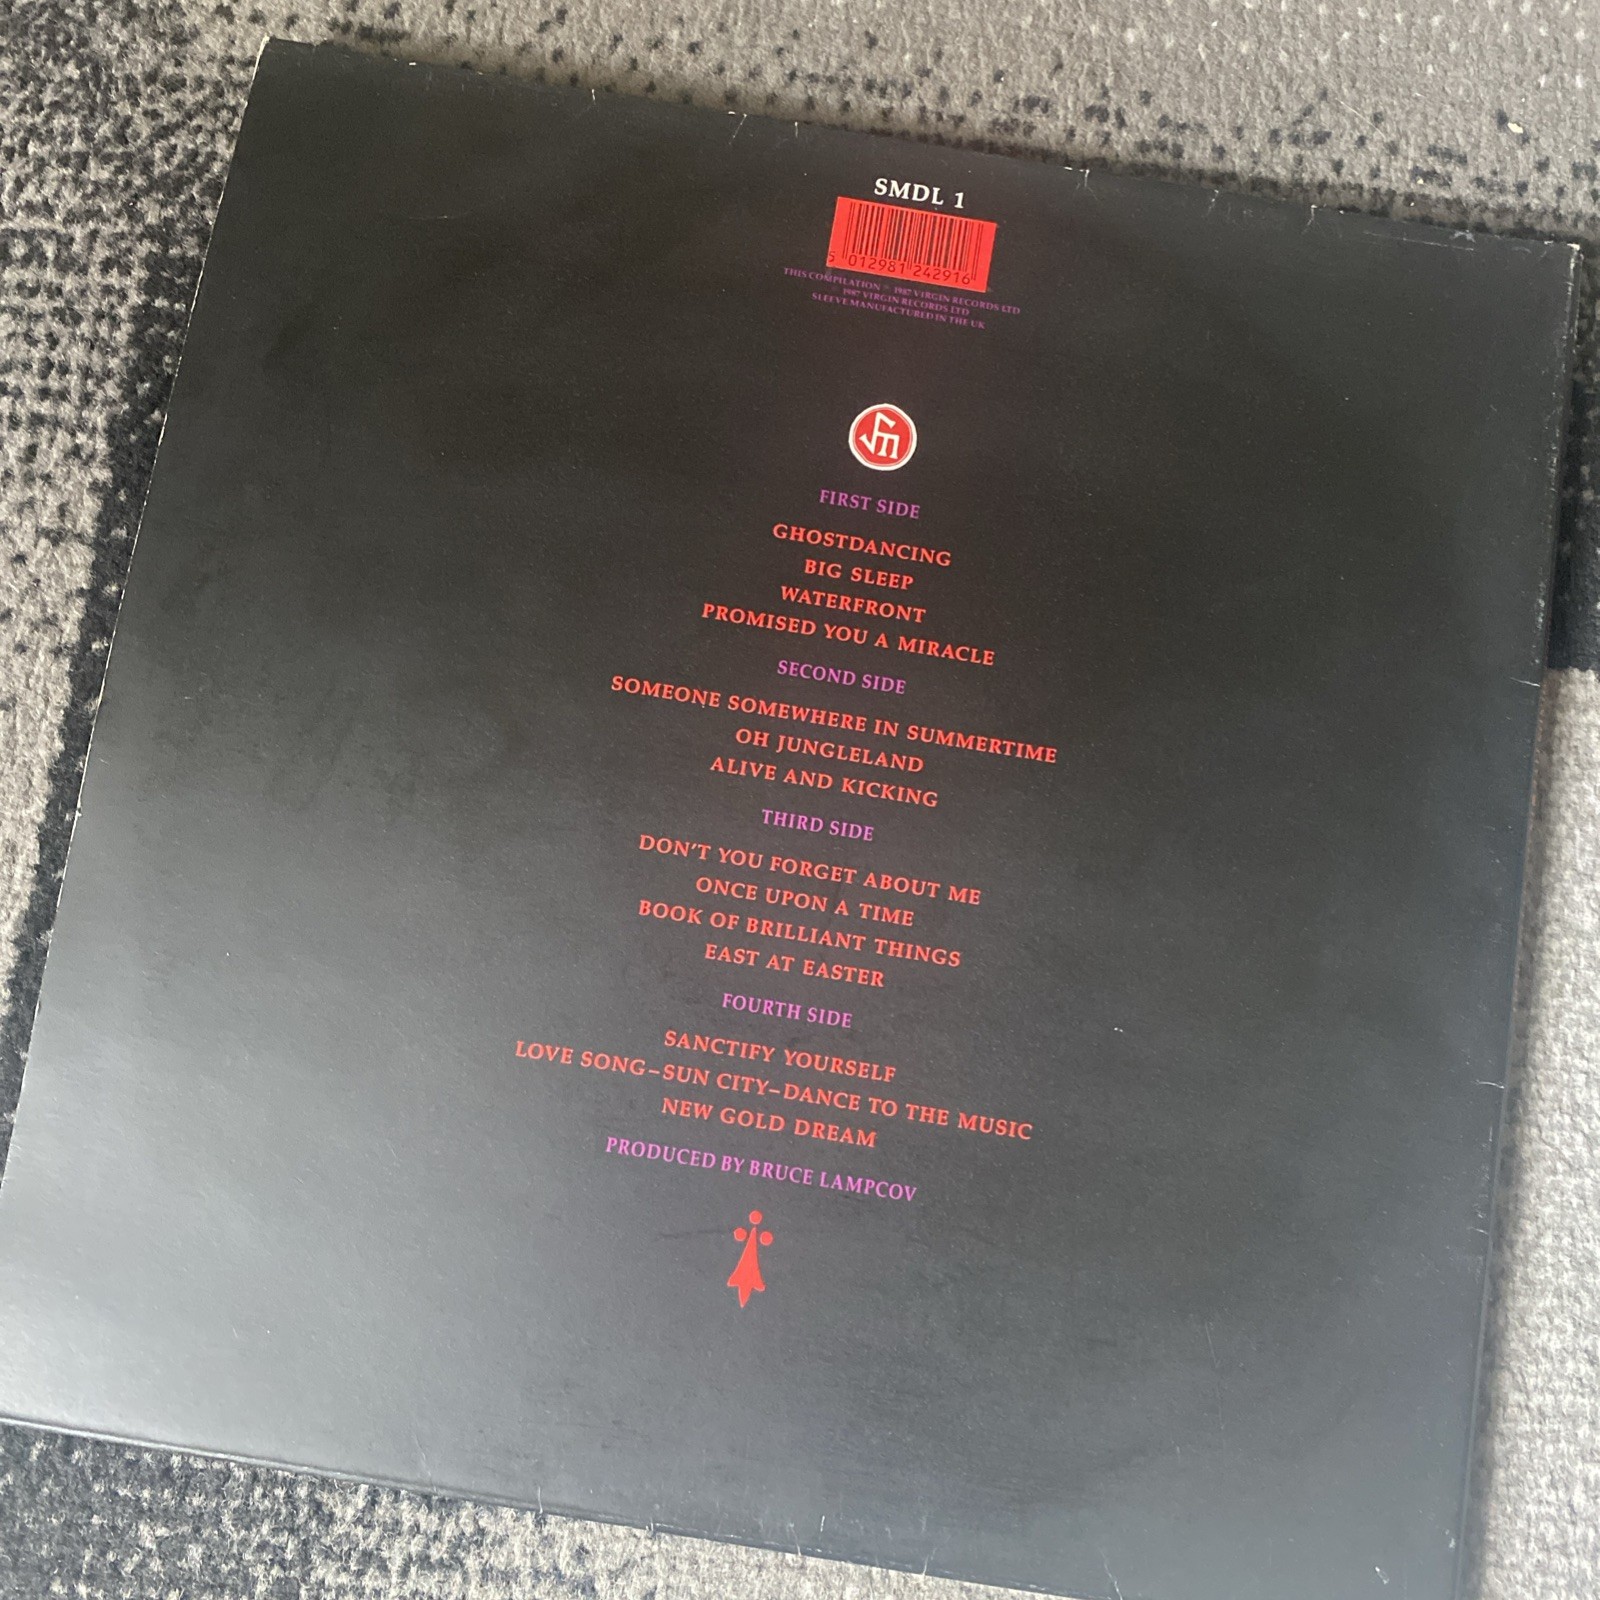 SMDL 1
5 012981 242916
THIS COMPILATION ℗ 1987 VIRGIN RECORDS LTD
1987 VIRGIN RECORDS LTD
SLEEVE MANUFACTURED IN THE UK
FIRST SIDE
GHOSTDANCING
BIG SLEEP
WATERFRONT
PROMISED YOU A MIRACLE
SECOND SIDE
SOMEONE SOMEWHERE IN SUMMERTIME
OH JUNGLELAND
ALIVE AND KICKING
THIRD SIDE
DON'T YOU FORGET ABOUT ME
ONCE UPON A TIME
BOOK OF BRILLIANT THINGS
EAST AT EASTER
FOURTH SIDE
SANCTIFY YOURSELF
LOVE SONG–SUN CITY–DANCE TO THE MUSIC
NEW GOLD DREAM
PRODUCED BY BRUCE LAMPCOV